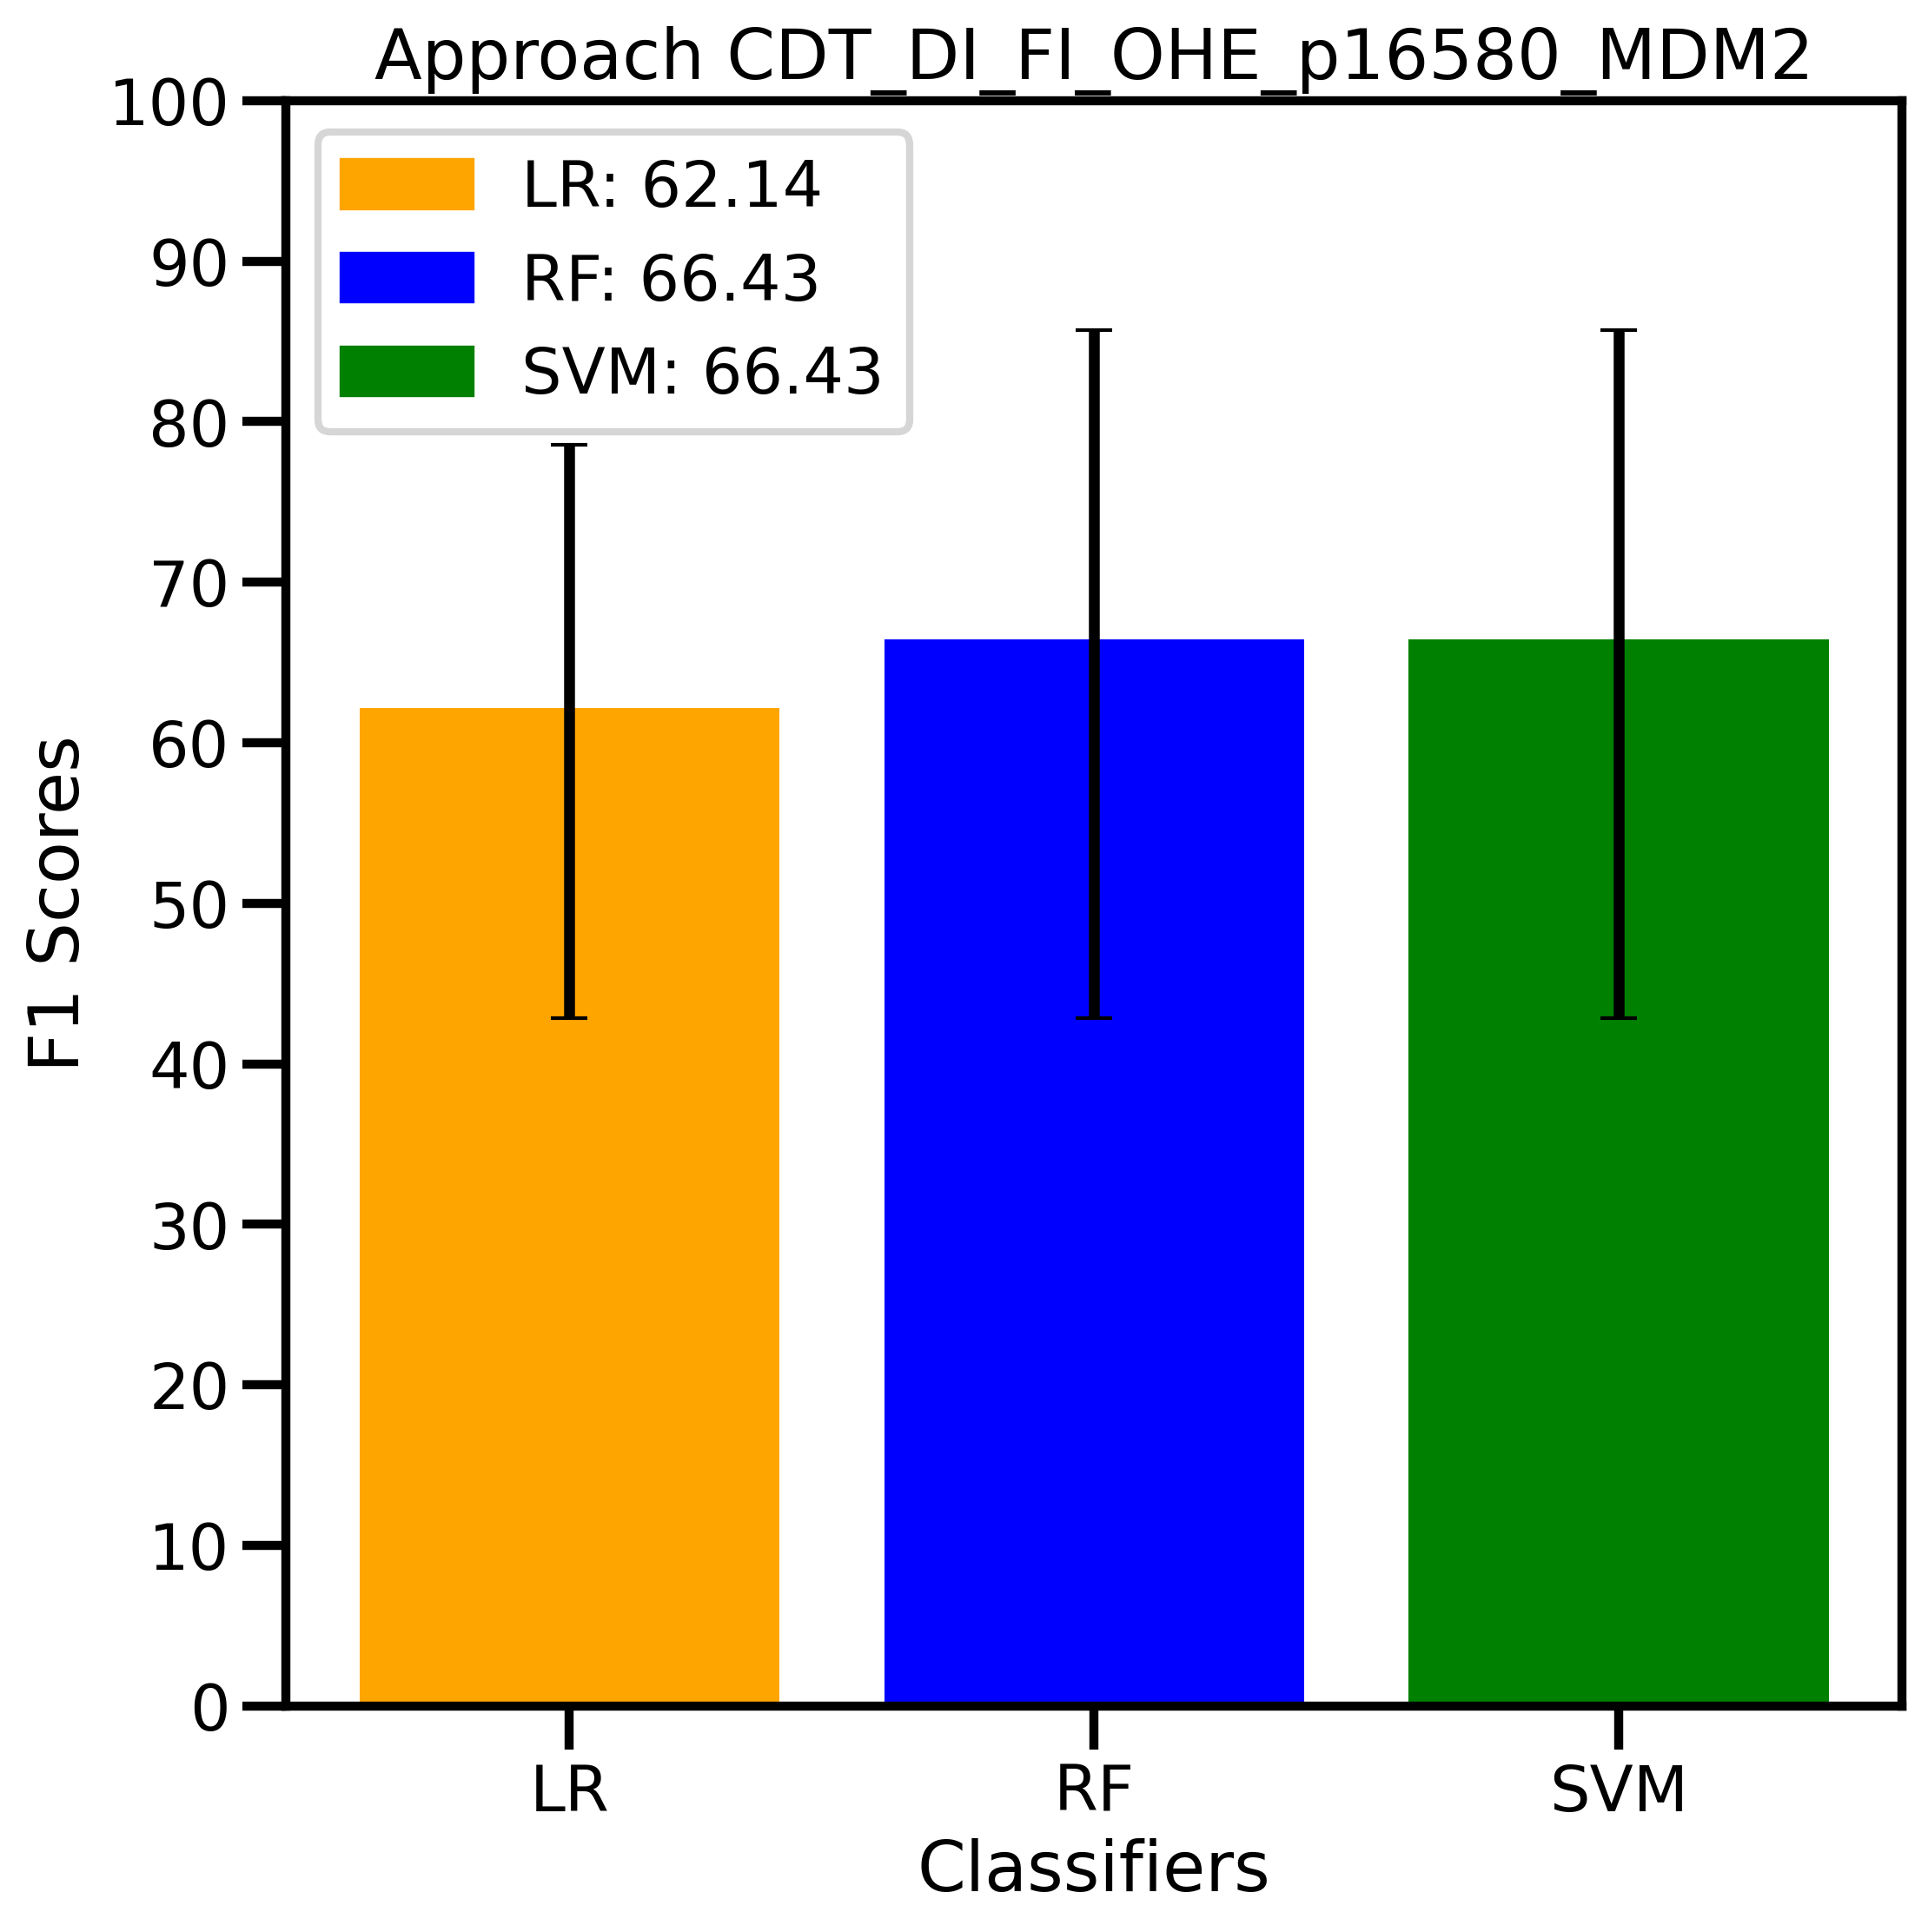 Approach CDT_DI_FI_OHE_p16580_MDM2
100
90
80
70
60
50
40
30
20
10
0
F1 Scores
LR: 62.14
RF: 66.43
SVM: 66.43
LR
RF
SVM
Classifiers